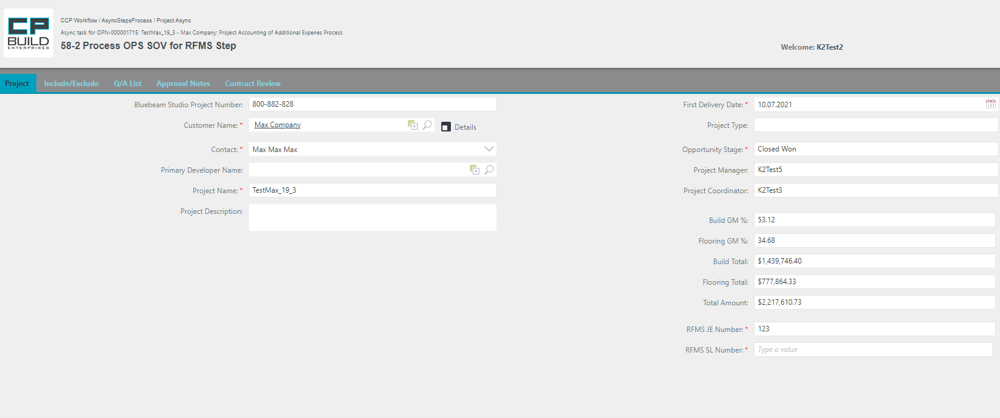 CP
BUILD
ENTERPRISES
CCP Workflow / AsyncStepsProcess / Project Async
Async task for OPN-000001715: TestMax_19_3 - Max Company: Project Accounting of Additional Expenes Process
58-2 Process OPS SOV for RFMS Step
Welcome: K2Test2
Project Include/Exclude Q/A List Approval Notes Contract Review
Bluebeam Studio Project Number: 800-882-828
Customer Name: * Max Company Details
Contact: * Max Max Max
Primary Developer Name:
Project Name: * TestMax_19_3
Project Description:
First Delivery Date: * 10.07.2021
Project Type:
Opportunity Stage: * Closed Won
Project Manager: K2Test5
Project Coordinator: K2Test3
Build GM %: 53.12
Flooring GM %: 34.68
Build Total: $1,439,746.40
Flooring Total: $777,864.33
Total Amount: $2,217,610.73
RFMS JE Number: * 123
RFMS SL Number: * Type a value